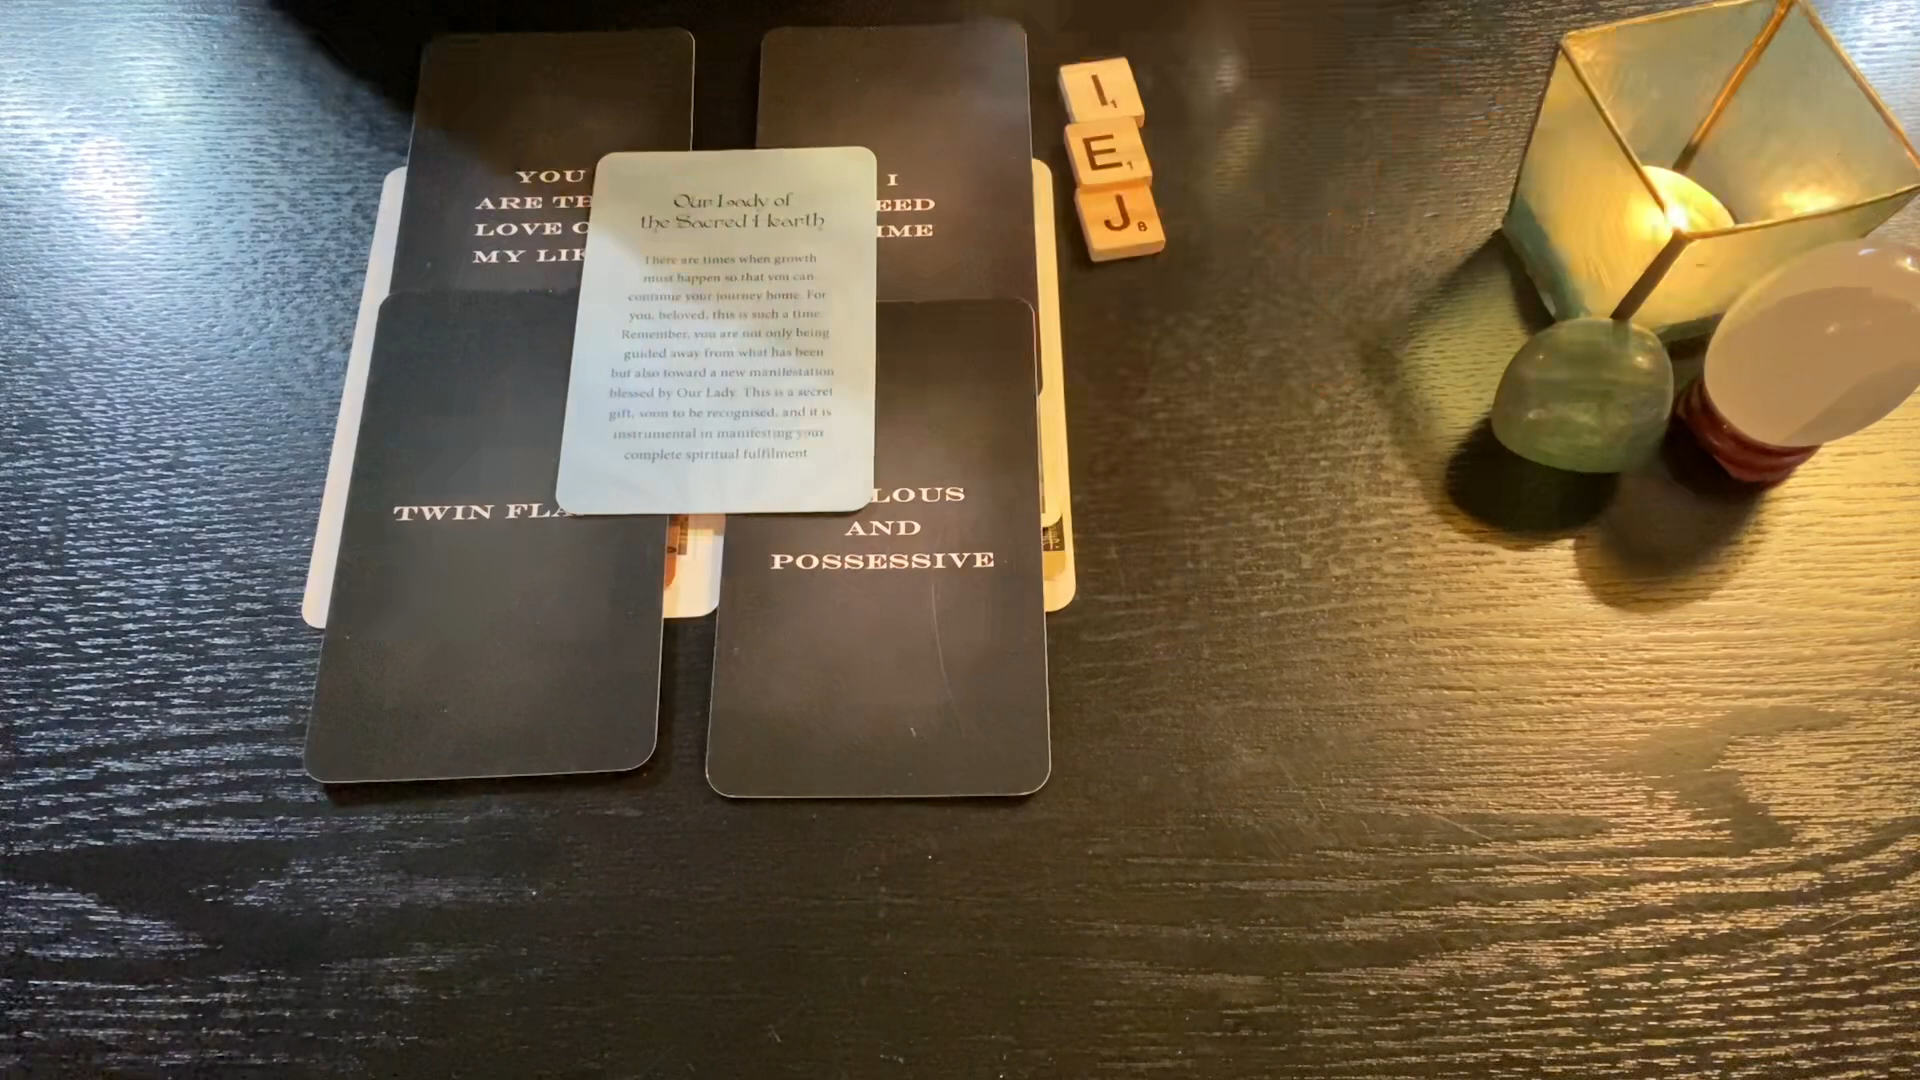 YOU
ARE TH
LOVE O
MY LIF
I
EED
IME
Our Lady of
the Sacred Hearth
There are times when growth
must happen so that you can
continue your journey home. For
you, beloved, this is such a time.
Remember, you are not only being
guided away from what has been
but also toward a new manifestation
blessed by Our Lady. This is a secret
gift, soon to be recognised, and it is
instrumental in manifesting your
complete spiritual fulfilment
TWIN FLA
LOUS
AND
POSSESSIVE
I1
E1
J8